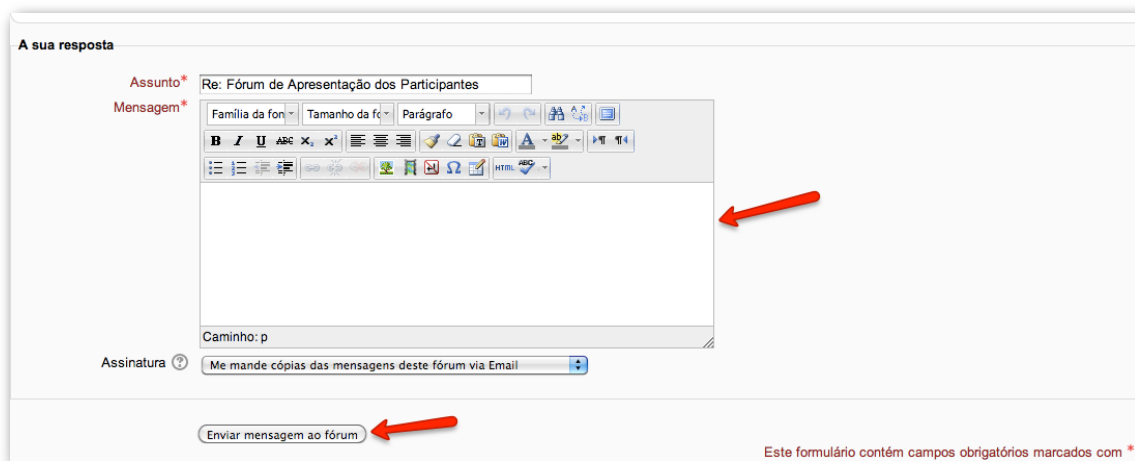 A sua resposta
Assunto*
Re: Fórum de Apresentação dos Participantes
Mensagem*
Família da fon
Tamanho da fo
Parágrafo
B I U ABC X₂ X²
HTML ABC
Caminho: p
Assinatura
Me mande cópias das mensagens deste fórum via Email
Enviar mensagem ao fórum
Este formulário contém campos obrigatórios marcados com *